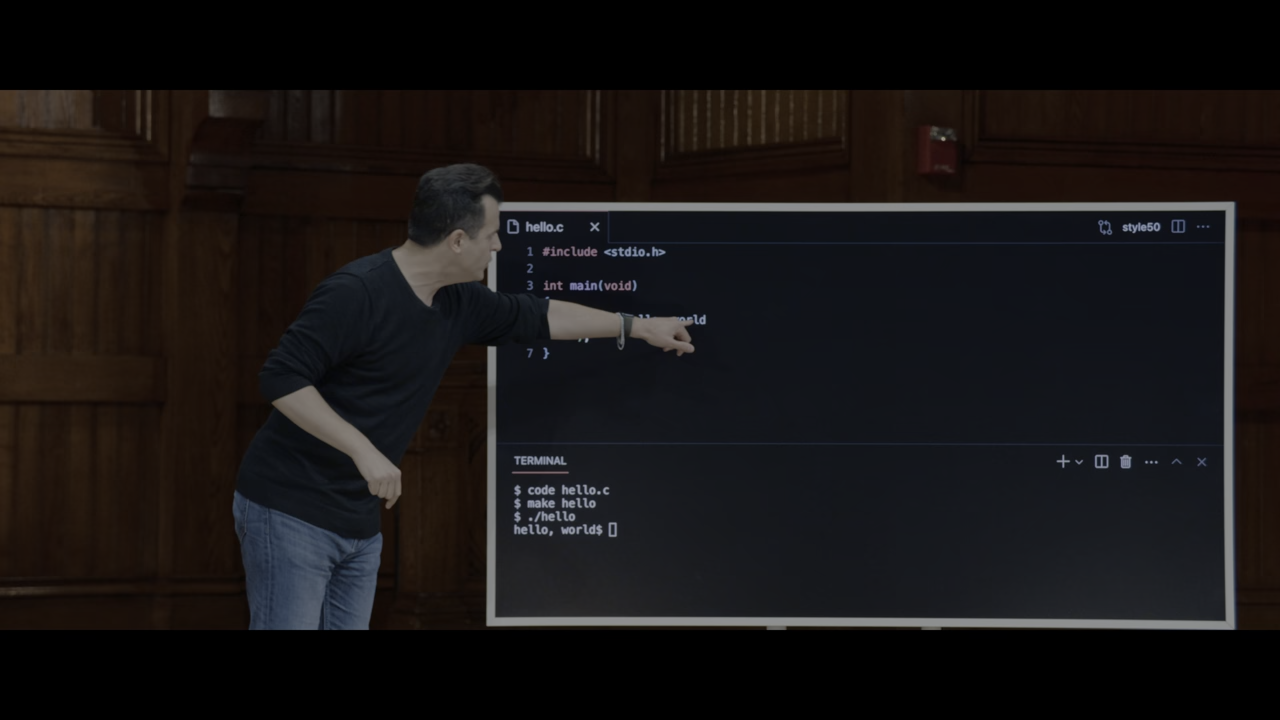 hello.c
style50
1 #include <stdio.h>
2
3 int main(void)
world
7 }
TERMINAL
$ code hello.c
$ make hello
$ ./hello
hello, world$